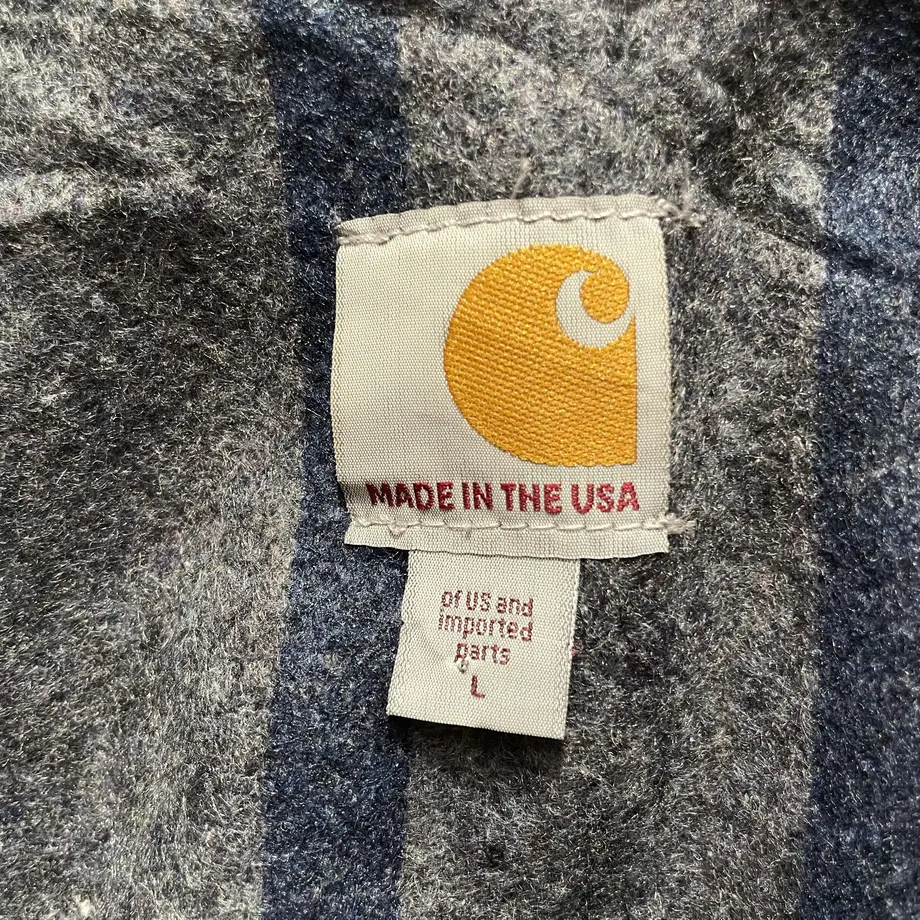 MADE IN THE USA
of US and
imported
parts
L